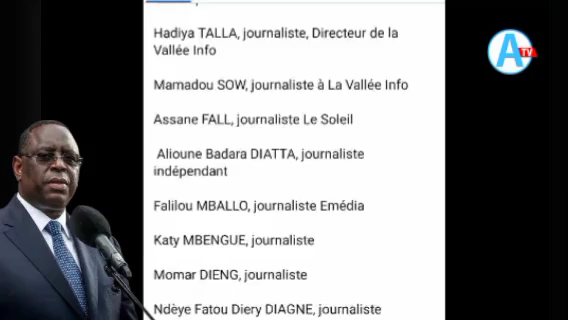 Hadiya TALLA, journaliste, Directeur de la
Vallée Info
Mamadou SOW, journaliste à La Vallée Info
Assane FALL, journaliste Le Soleil
Alioune Badara DIATTA, journaliste
indépendant
Falilou MBALLO, journaliste Emédia
Katy MBENGUE, journaliste
Momar DIENG, journaliste
Ndèye Fatou Diery DIAGNE, journaliste
A TV